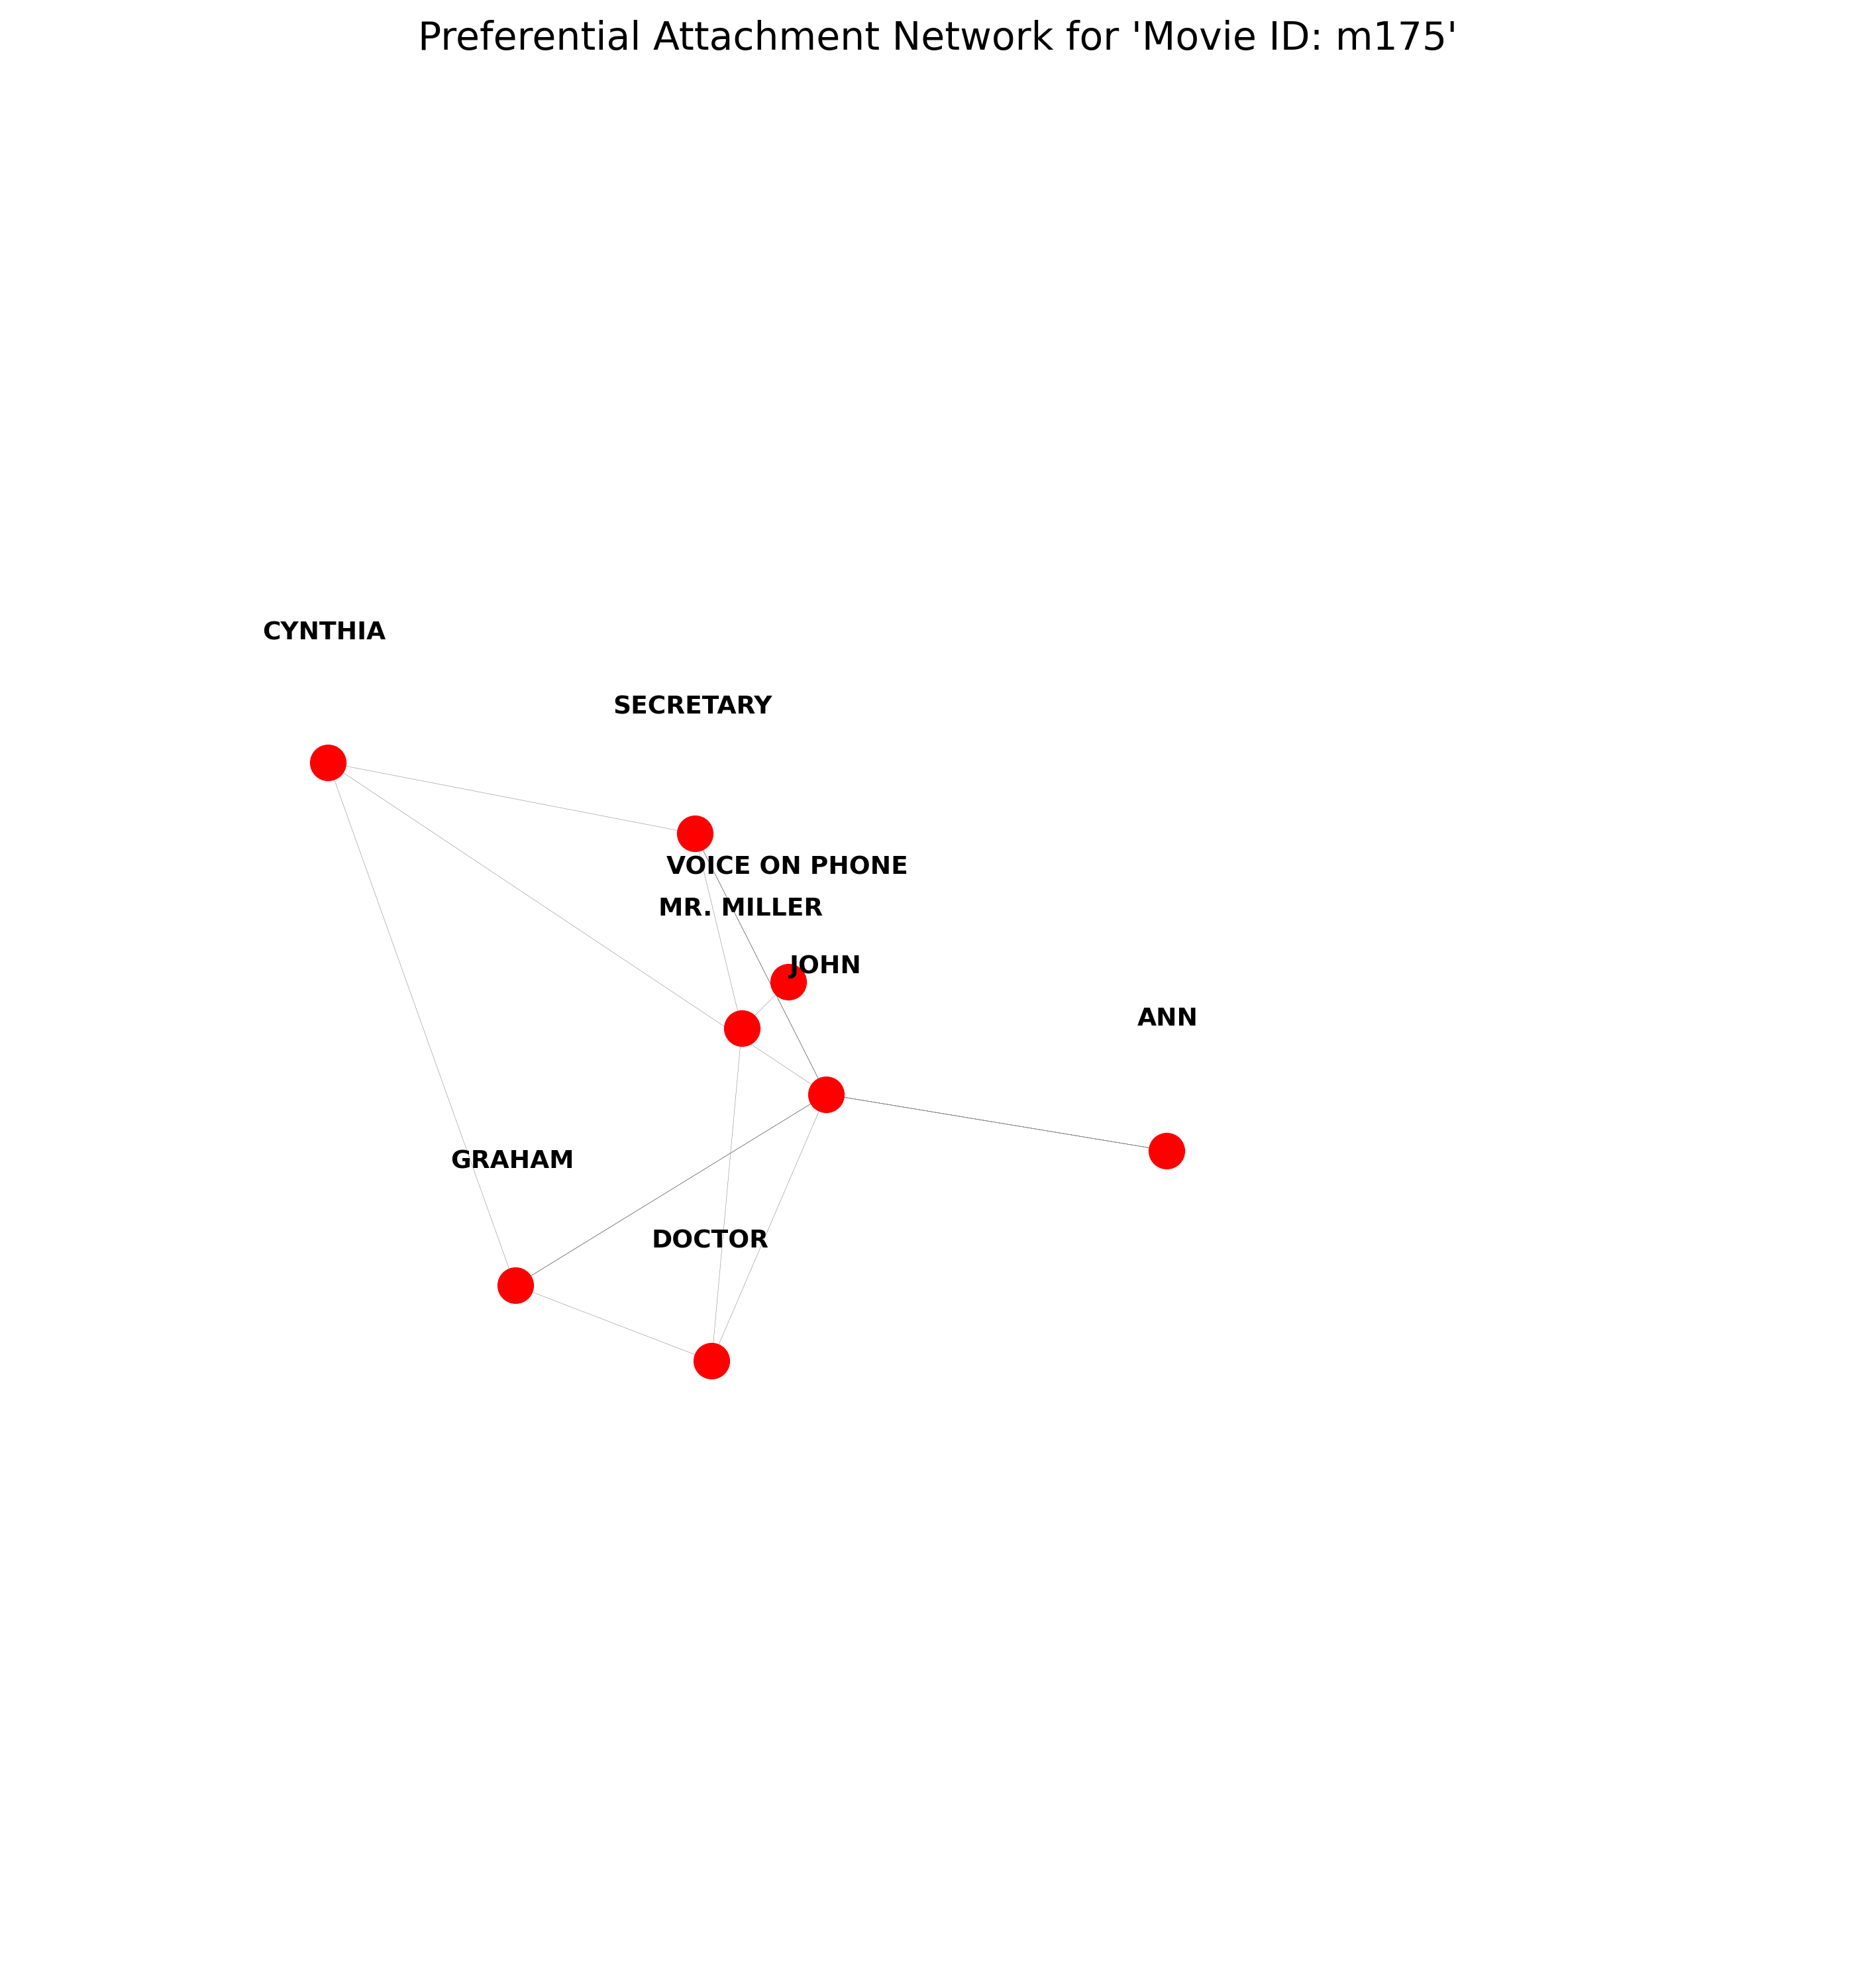 Preferential Attachment Network for 'Movie ID: m175'
CYNTHIA
SECRETARY
VOICE ON PHONE
MR. MILLER
JOHN
ANN
GRAHAM
DOCTOR